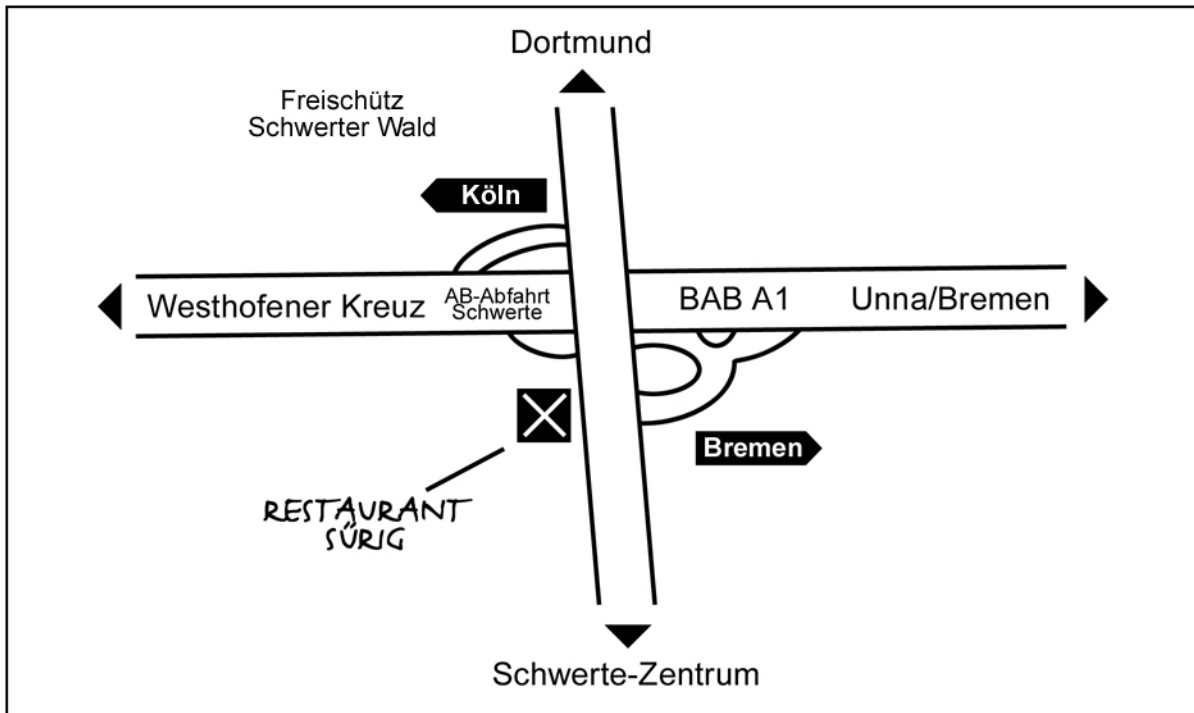 Dortmund
Freischütz
Schwerter Wald
Köln
Westhofener Kreuz
AB-Abfahrt
Schwerte
BAB A1
Unna/Bremen
Bremen
RESTAURANT
SÜRIG
Schwerte-Zentrum